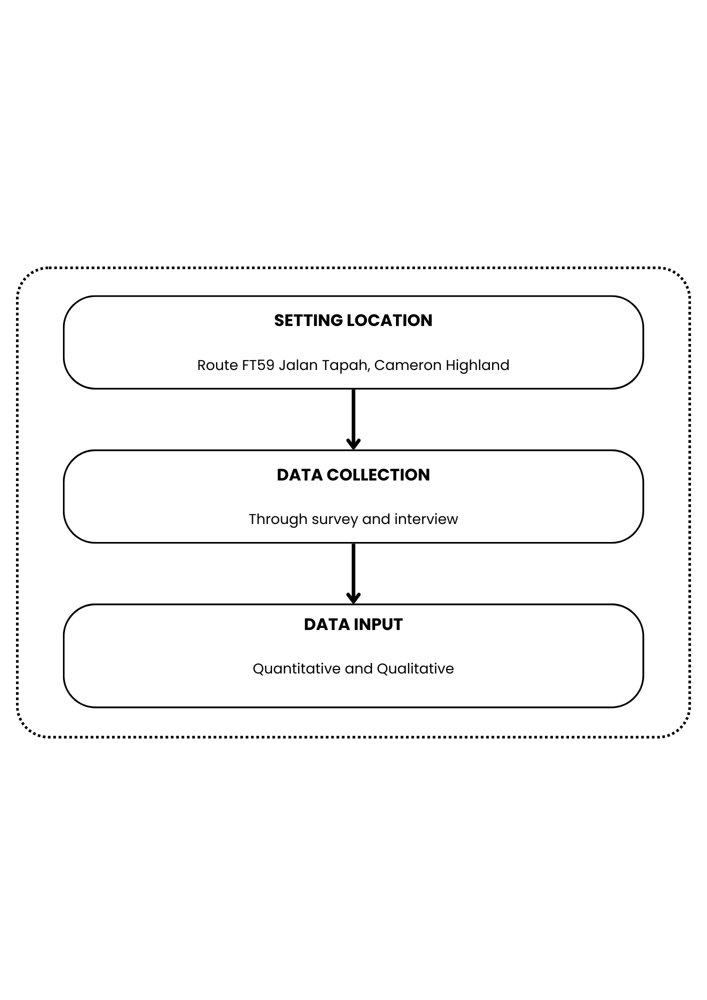 SETTING LOCATION
Route FT59 Jalan Tapah, Cameron Highland
DATA COLLECTION
Through survey and interview
DATA INPUT
Quantitative and Qualitative